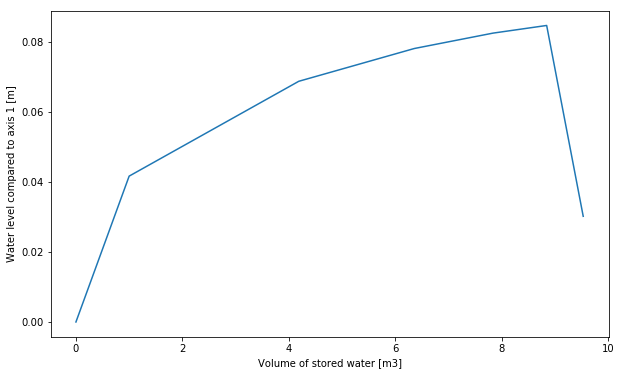 Water level compared to axis 1 [m]
0.08
0.06
0.04
0.02
0.00
0 2 4 6 8 10
Volume of stored water [m3]